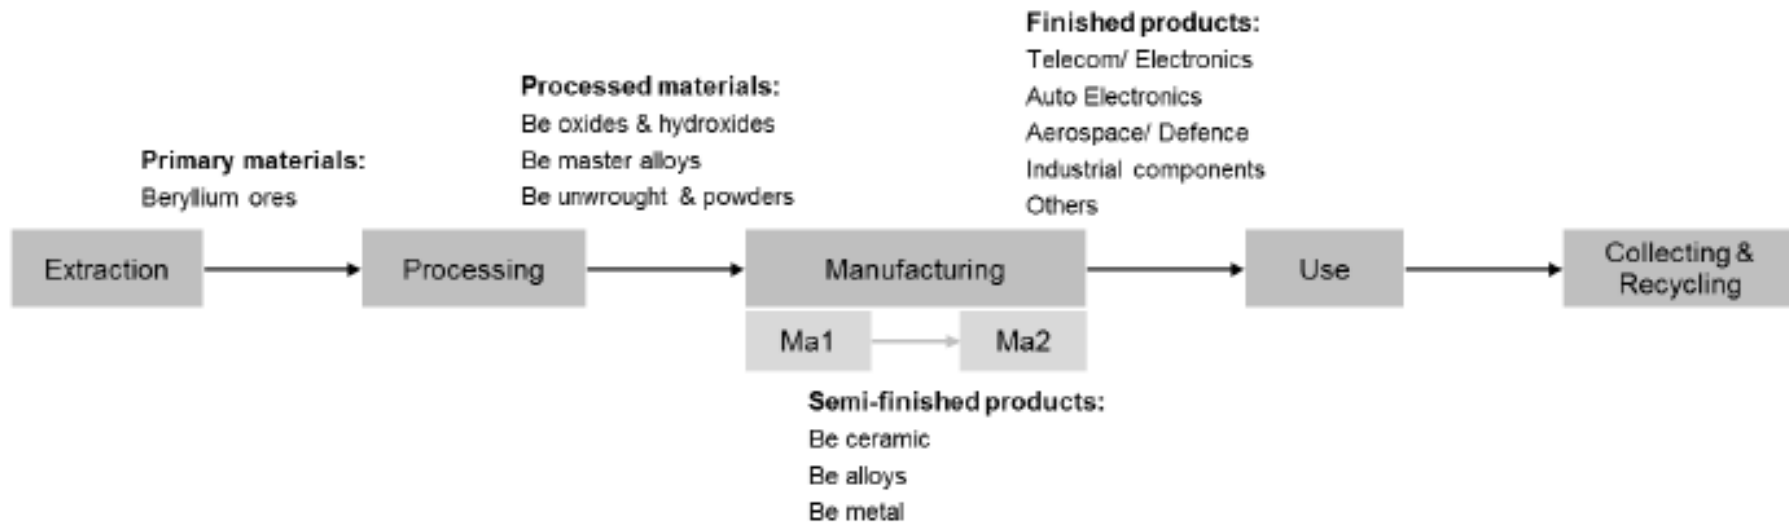 Finished products:
Telecom/ Electronics
Auto Electronics
Aerospace/ Defence
Industrial components
Others
Processed materials:
Be oxides & hydroxides
Be master alloys
Be unwrought & powders
Primary materials:
Beryllium ores
Extraction
Processing
Manufacturing
Use
Collecting &
Recycling
Ma1
Ma2
Semi-finished products:
Be ceramic
Be alloys
Be metal